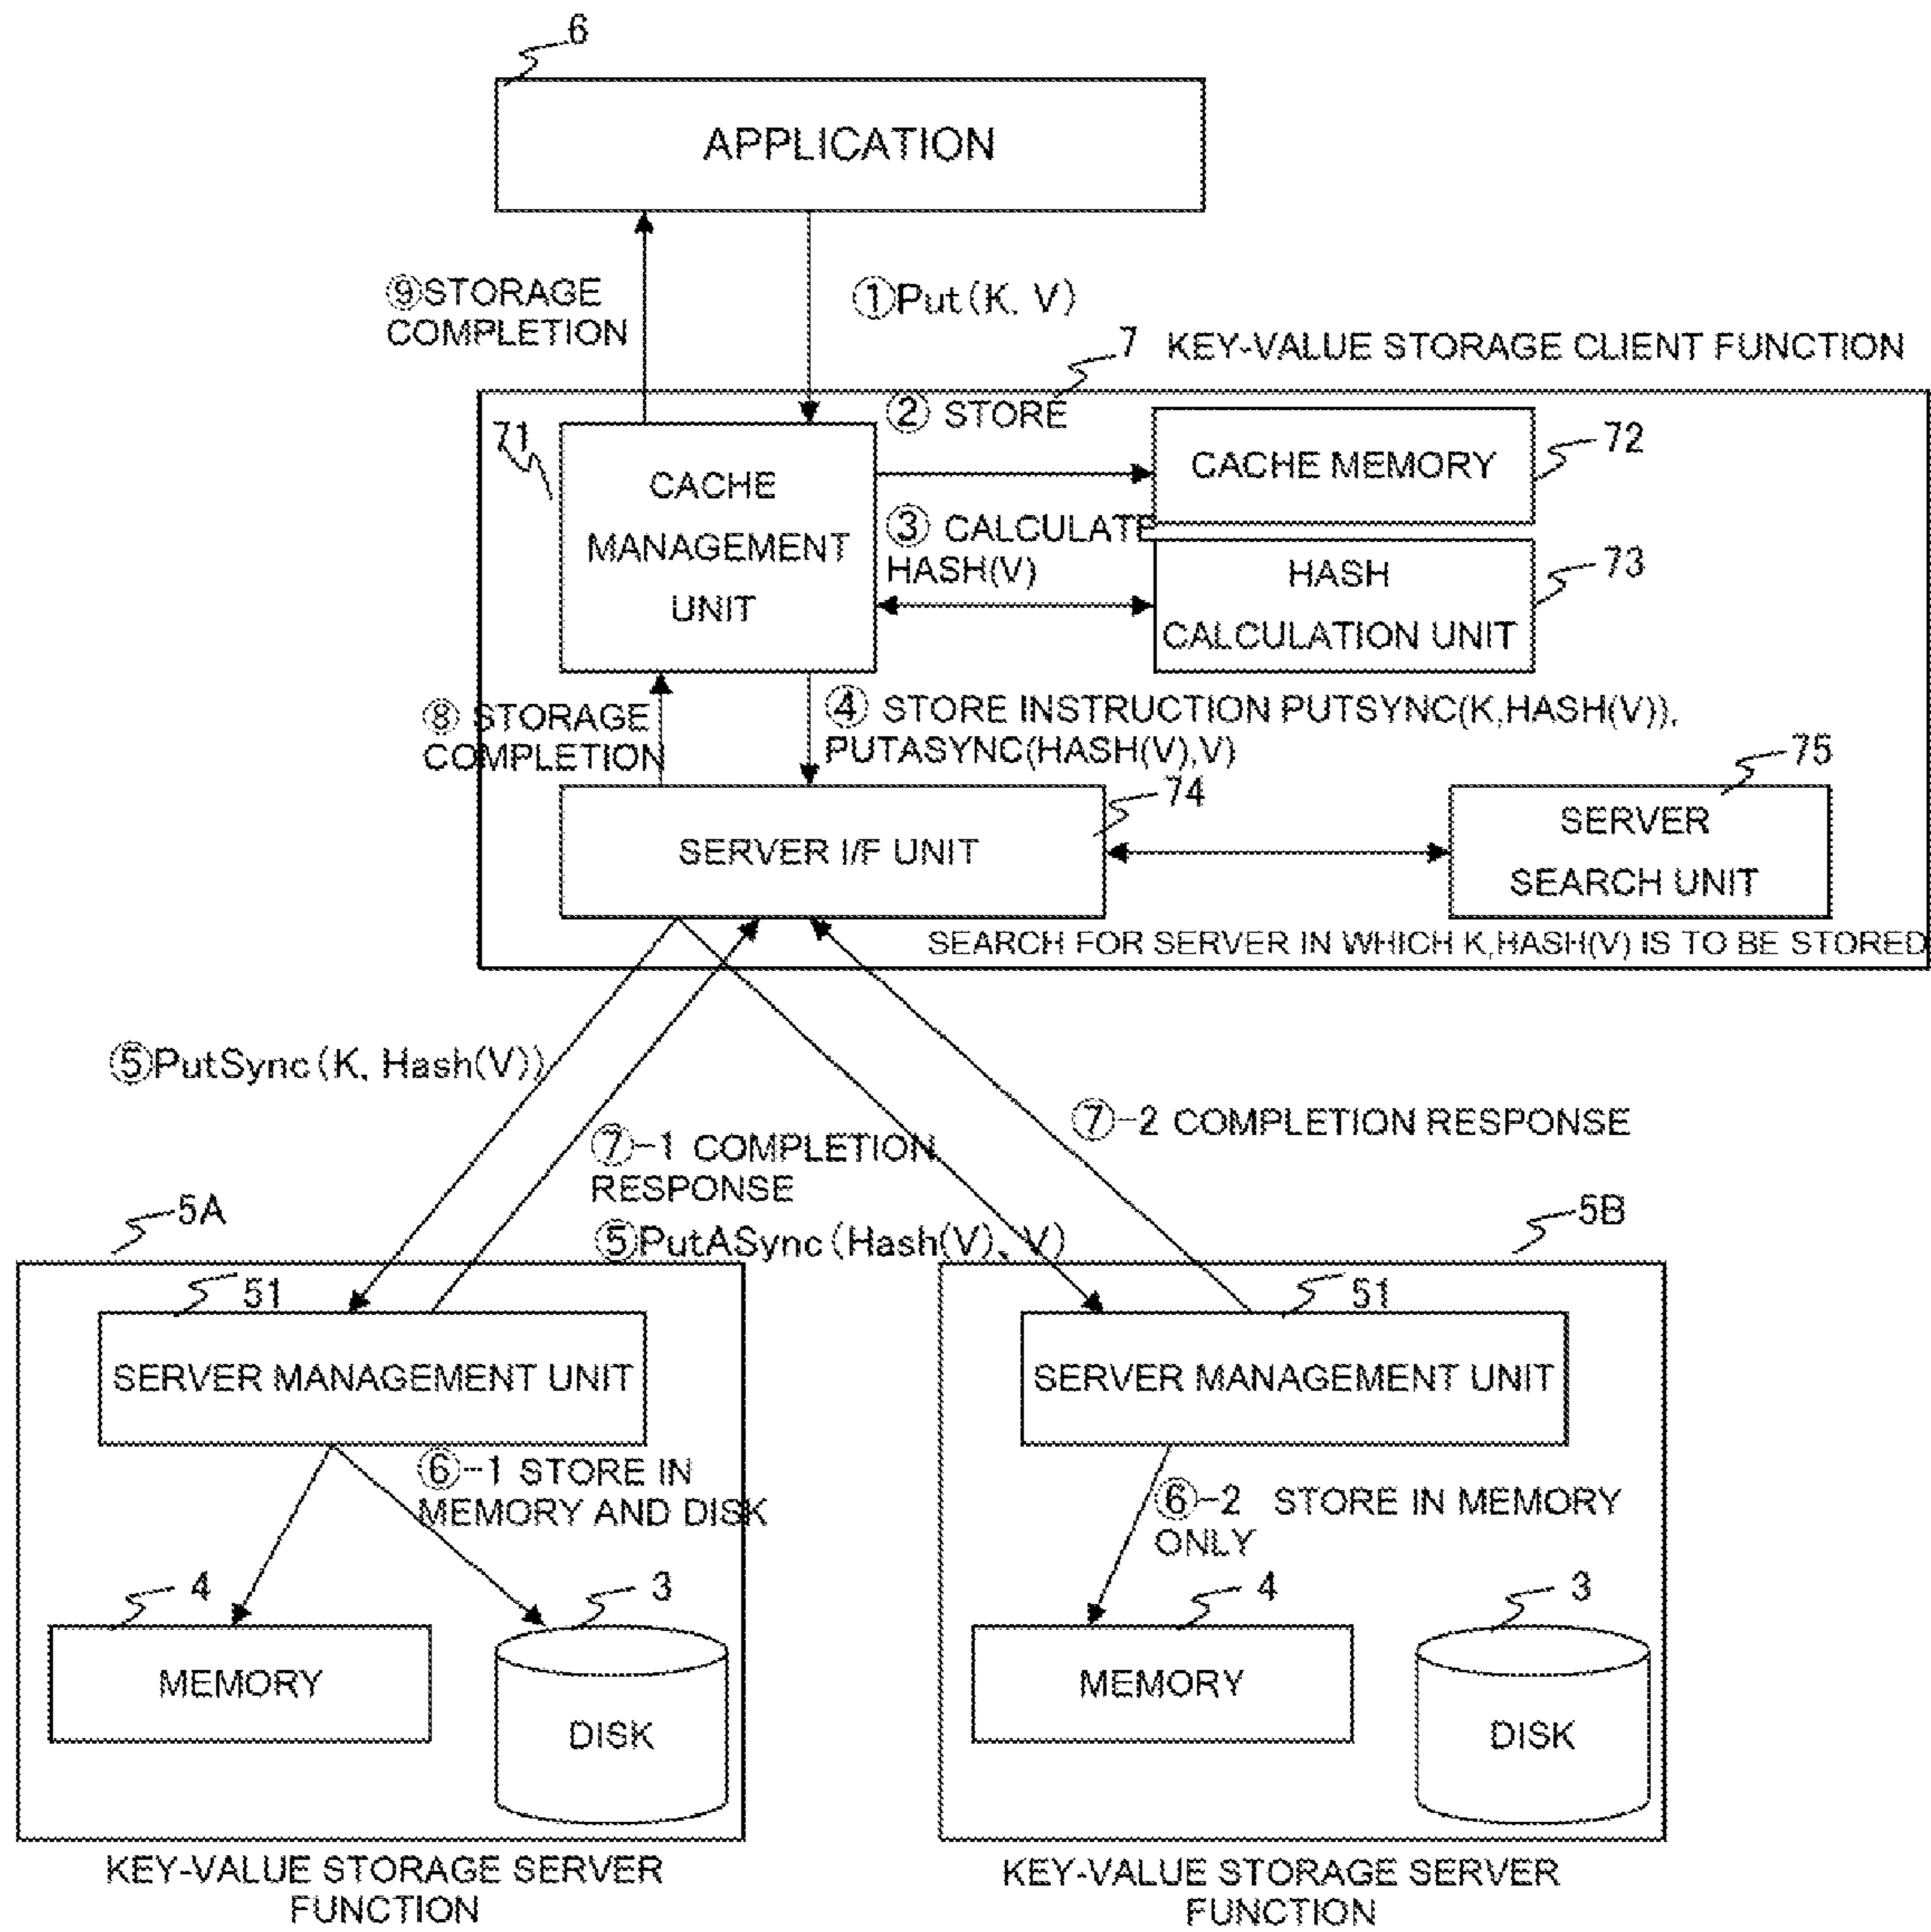 6
APPLICATION
⑨STORAGE
COMPLETION
①Put(K, V)
7 KEY-VALUE STORAGE CLIENT FUNCTION
② STORE
71
72
CACHE MEMORY
CACHE
MANAGEMENT
UNIT
③ CALCULATE
HASH(V)
73
HASH
CALCULATION UNIT
⑧ STORAGE
COMPLETION
④ STORE INSTRUCTION PUTSYNC(K,HASH(V)),
PUTASYNC(HASH(V),V)
74
75
SERVER I/F UNIT
SERVER
SEARCH UNIT
SEARCH FOR SERVER IN WHICH K,HASH(V) IS TO BE STORED
⑤PutSync(K, Hash(V))
⑦-1 COMPLETION
RESPONSE
⑦-2 COMPLETION RESPONSE
5A
⑤PutASync(Hash(V)、V)
5B
51
SERVER MANAGEMENT UNIT
51
SERVER MANAGEMENT UNIT
⑥-1 STORE IN
MEMORY AND DISK
⑥-2 STORE IN MEMORY
ONLY
4
3
MEMORY
DISK
4
3
MEMORY
DISK
KEY-VALUE STORAGE SERVER
FUNCTION
KEY-VALUE STORAGE SERVER
FUNCTION